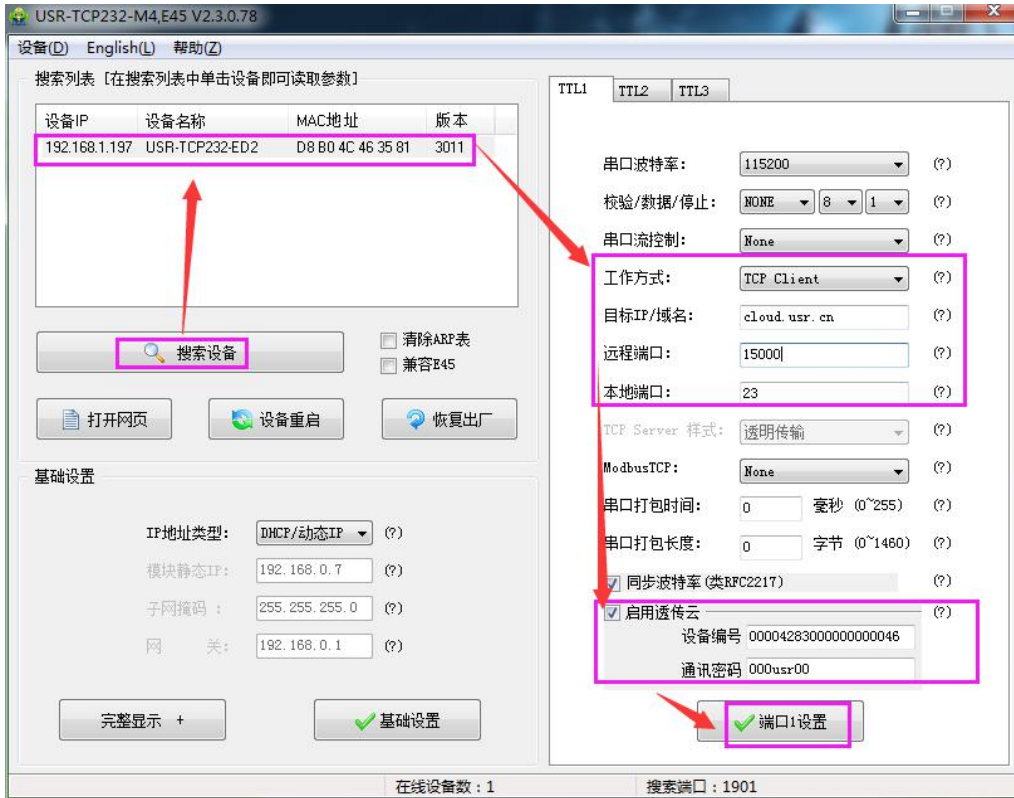 USR-TCP232-M4,E45 V2.3.0.78
设备(D) English(L) 帮助(Z)
搜索列表 [在搜索列表中单击设备即可读取参数]
设备IP 设备名称 MAC地址 版本
192.168.1.197 USR-TCP232-ED2 D8 B0 4C 46 35 81 3011
搜索设备
清除ARP表
兼容E45
打开网页 设备重启 恢复出厂
基础设置
IP地址类型: DHCP/动态IP (?)
模块静态IP: 192.168.0.7 (?)
子网掩码 : 255.255.255.0 (?)
网 关: 192.168.0.1 (?)
完整显示 + 基础设置
TTL1 TTL2 TTL3
串口波特率: 115200 (?)
校验/数据/停止: NONE 8 1 (?)
串口流控制: None (?)
工作方式: TCP Client (?)
目标IP/域名: cloud.usr.cn (?)
远程端口: 15000 (?)
本地端口: 23 (?)
TCP Server 样式: 透明传输 (?)
ModbusTCP: None (?)
串口打包时间: 0 毫秒 (0~255) (?)
串口打包长度: 0 字节 (0~1460) (?)
同步波特率(类RFC2217) (?)
启用透传云 (?)
设备编号 00004283000000000046
通讯密码 000usr00
端口1设置
在线设备数:1 搜索端口:1901